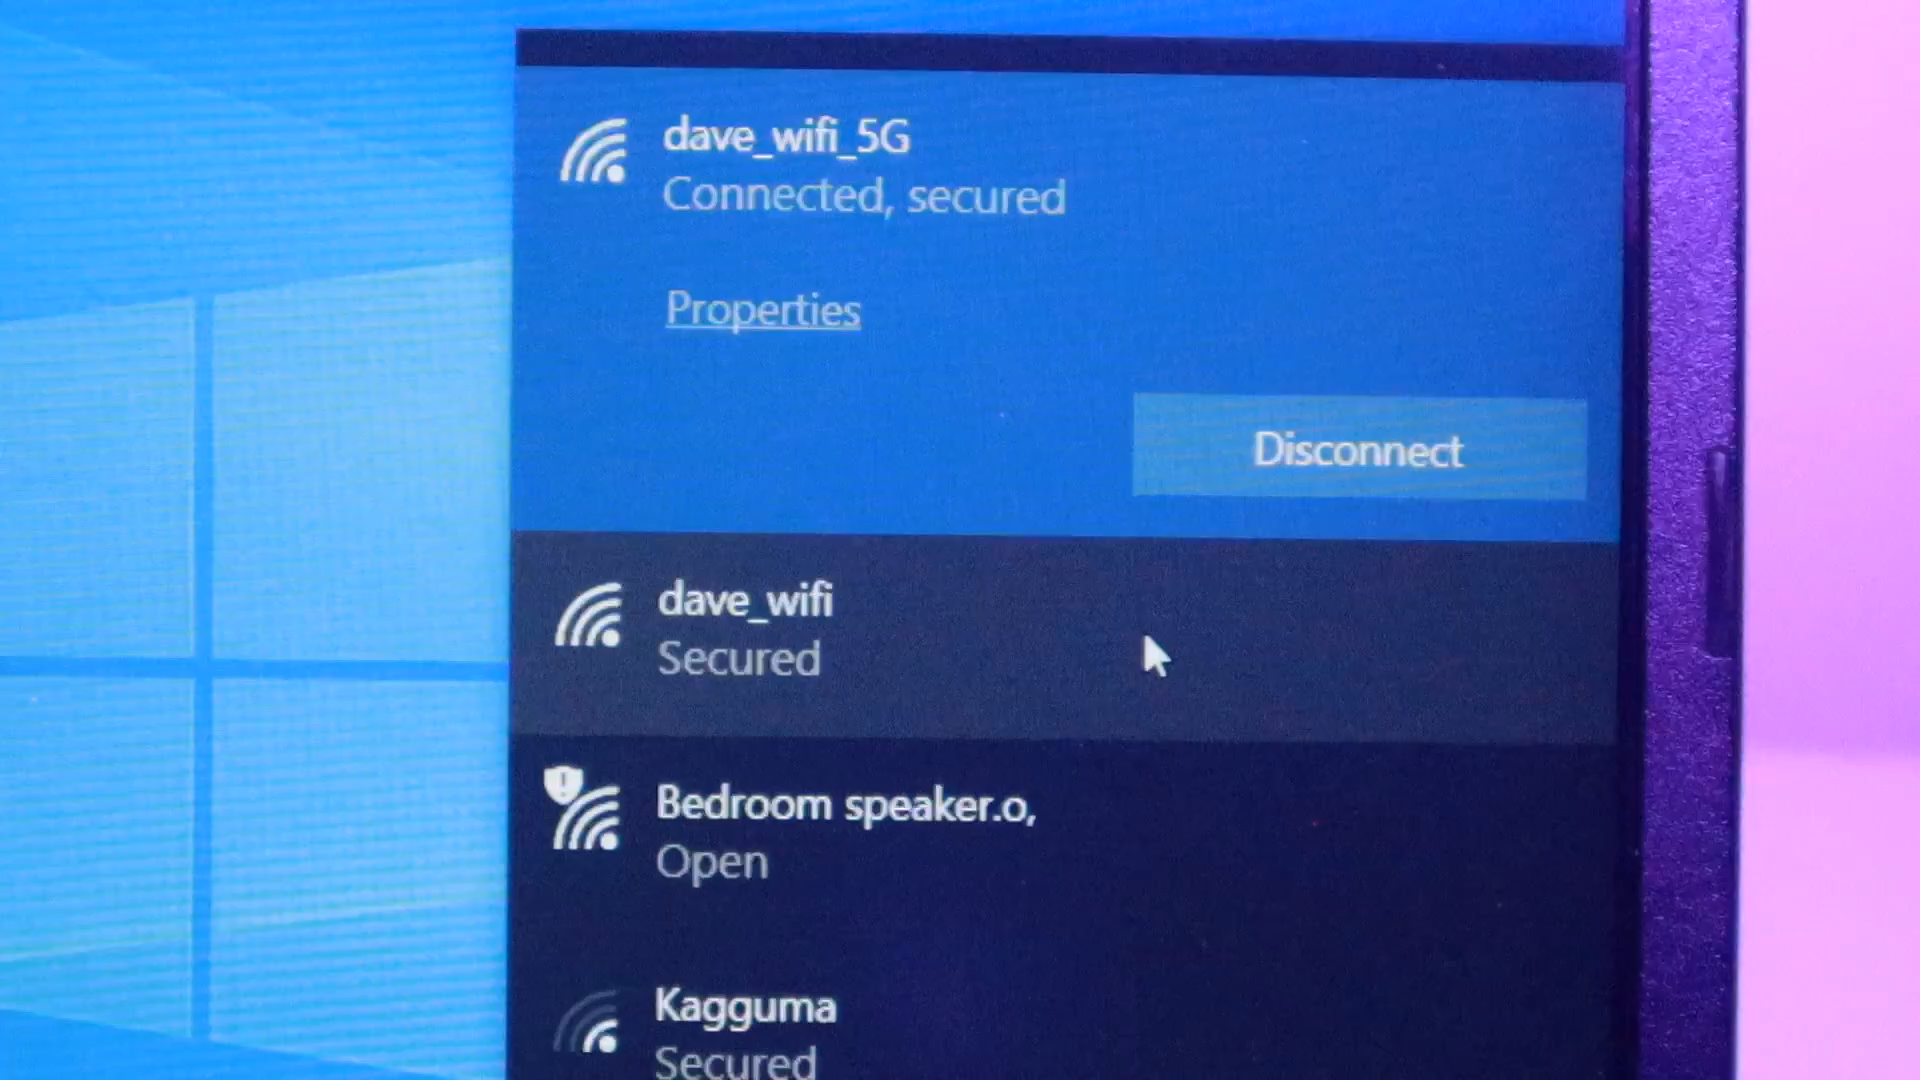 dave_wifi_5G
Connected, secured
Properties
Disconnect
dave_wifi
Secured
Bedroom speaker.o,
Open
Kagguma
Secured